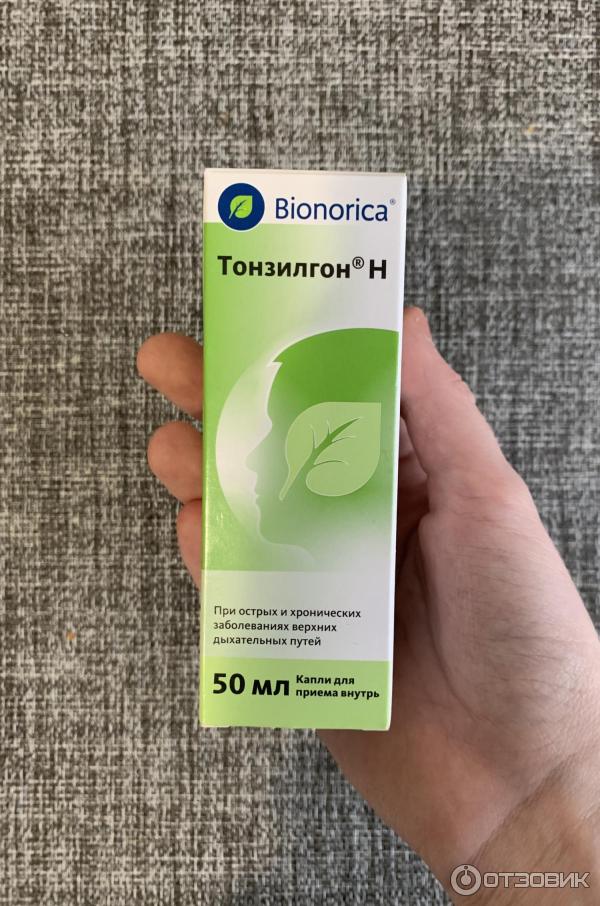 Bionorica®
Тонзилгон® Н
При острых и хронических
заболеваниях верхних
дыхательных путей
50 мл
Капли для
приема внутрь
ОТЗОВИК